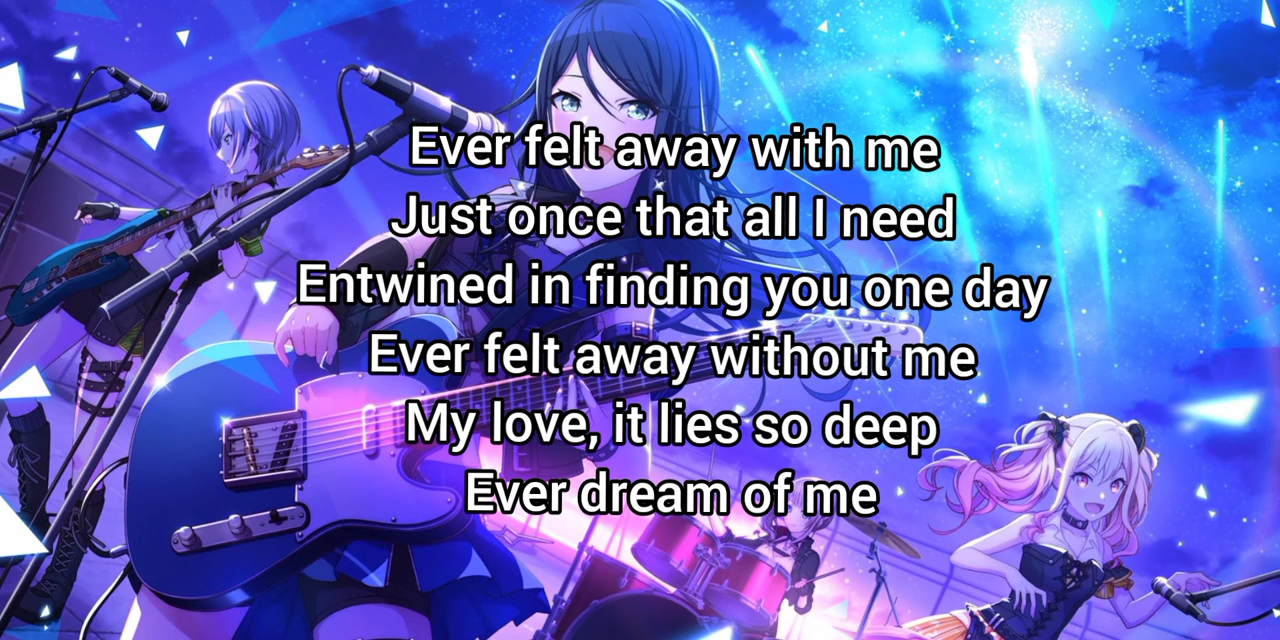 Ever felt away with me
Just once that all I need
Entwined in finding you one day
Ever felt away without me
My love, it lies so deep
Ever dream of me